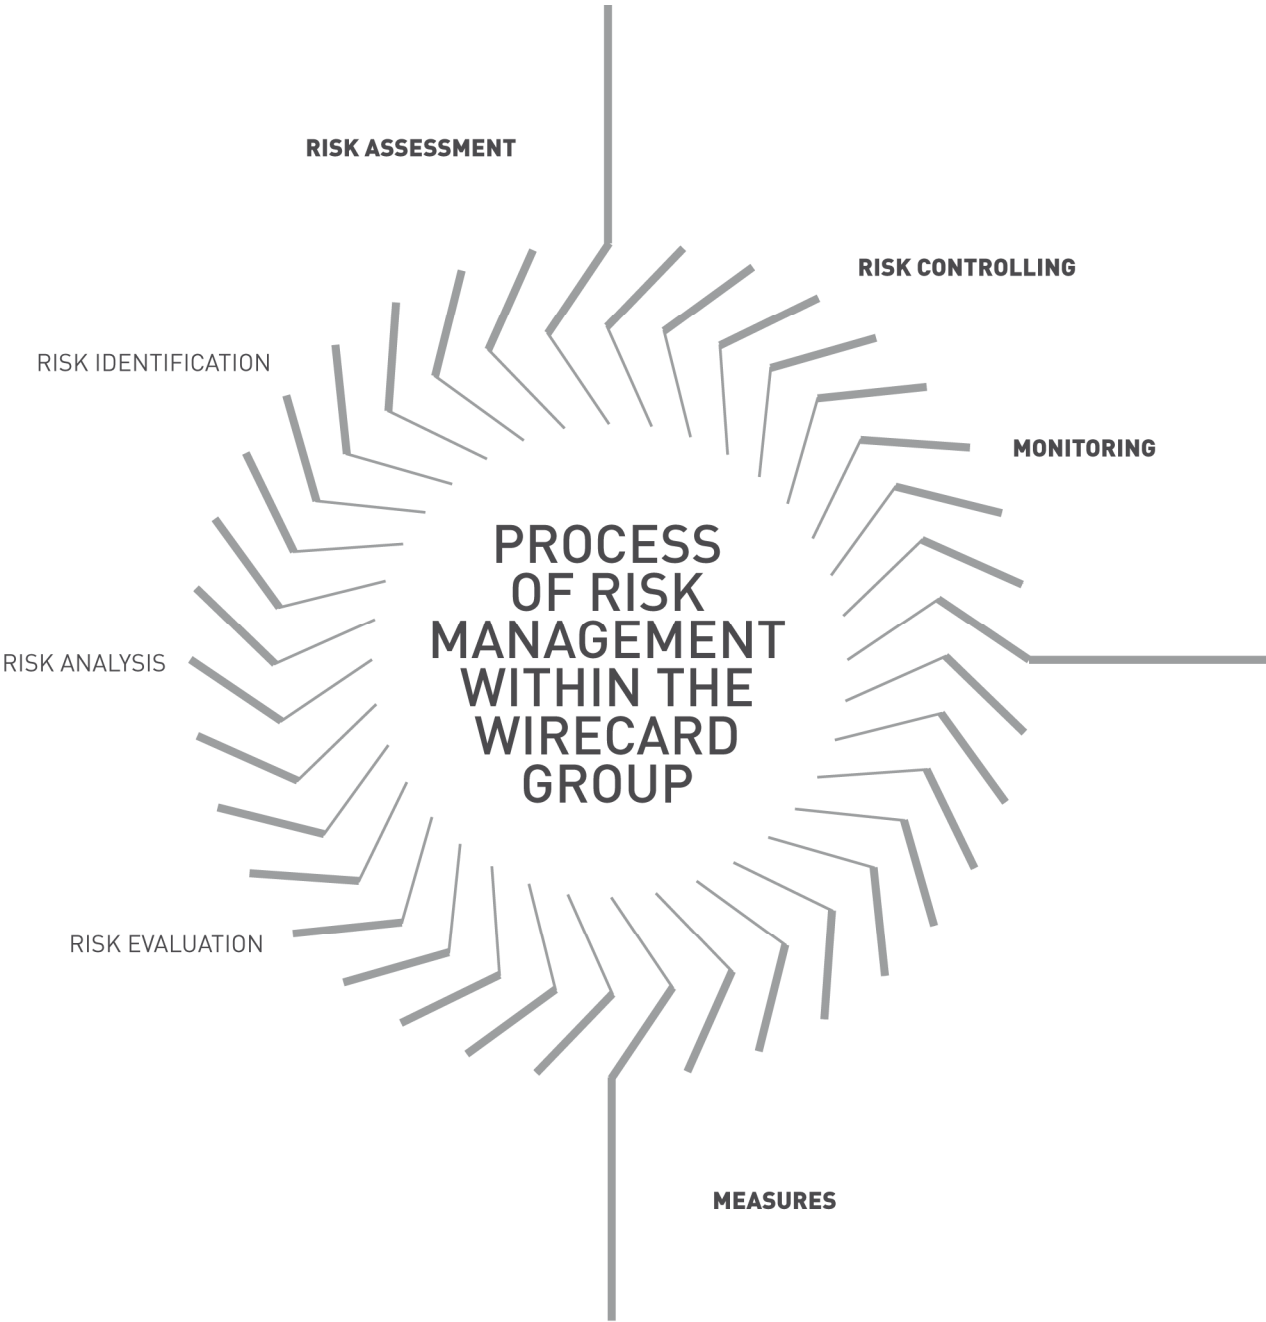 RISK ASSESSMENT
RISK CONTROLLING
RISK IDENTIFICATION
MONITORING
PROCESS
OF RISK
MANAGEMENT
WITHIN THE
WIRECARD
GROUP
RISK ANALYSIS
RISK EVALUATION
MEASURES